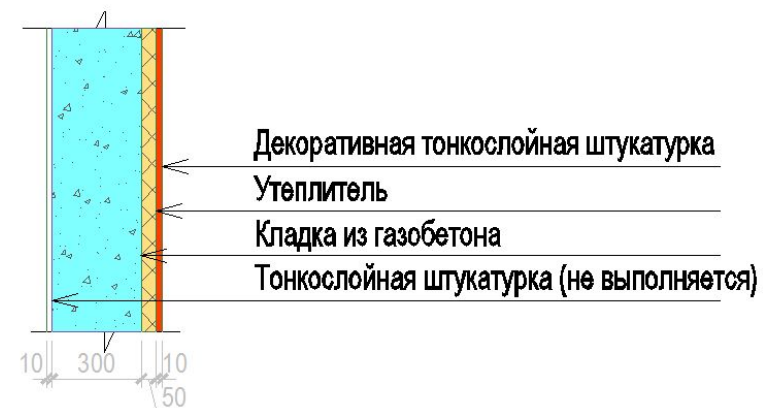 Декоративная тонкослойная штукатурка
Утеплитель
Кладка из газобетона
Тонкослойная штукатурка (не выполняется)
10 300 10
50